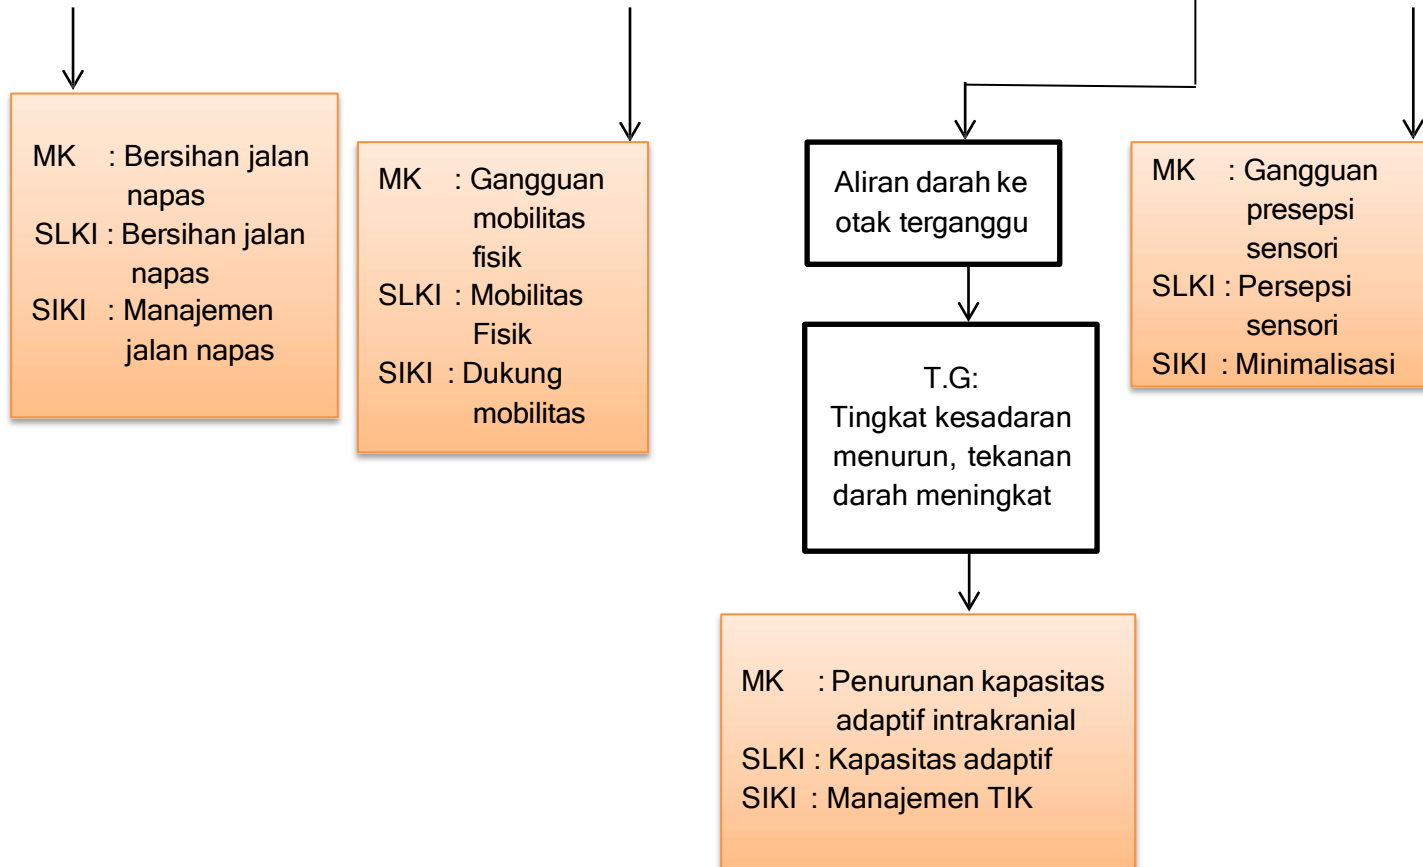 MK : Bersihan jalan
napas
SLKI : Bersihan jalan
napas
SIKI : Manajemen
jalan napas
MK : Gangguan
mobilitas
fisik
SLKI : Mobilitas
Fisik
SIKI : Dukung
mobilitas
Aliran darah ke
otak terganggu
T.G:
Tingkat kesadaran
menurun, tekanan
darah meningkat
MK : Penurunan kapasitas
adaptif intrakranial
SLKI : Kapasitas adaptif
SIKI : Manajemen TIK
MK : Gangguan
presepsi
sensori
SLKI : Persepsi
sensori
SIKI : Minimalisasi